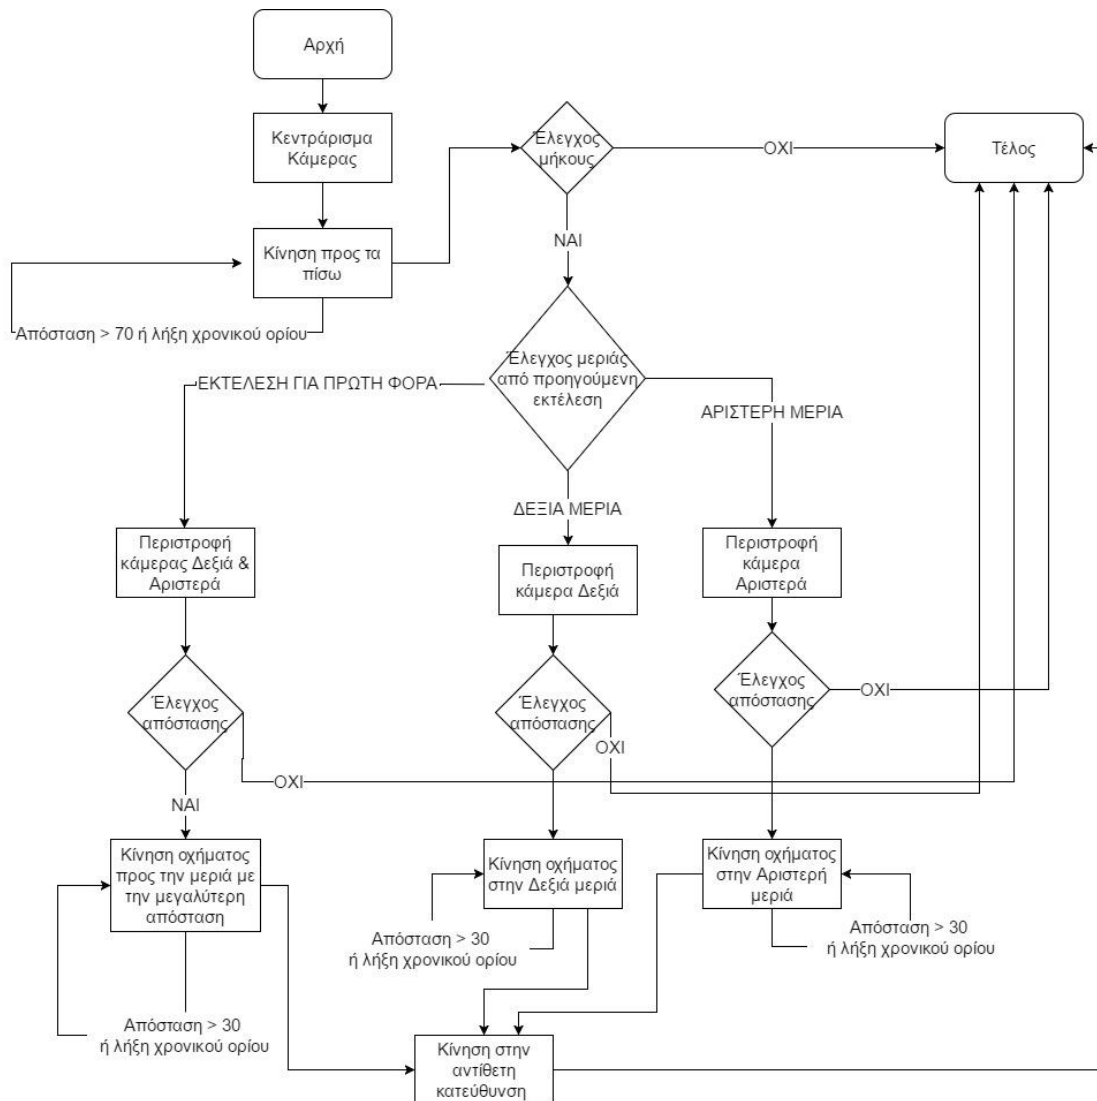 Αρχή
Κεντράρισμα
Κάμερας
Έλεγχος
μήκους
ΟΧΙ
Τέλος
Κίνηση προς τα
πίσω
ΝΑΙ
Απόσταση > 70 ή λήξη χρονικού ορίου
Έλεγχος μεριάς
από προηγούμενη
εκτέλεση
ΕΚΤΕΛΕΣΗ ΓΙΑ ΠΡΩΤΗ ΦΟΡΑ
ΑΡΙΣΤΕΡΗ ΜΕΡΙΑ
ΔΕΞΙΑ ΜΕΡΙΑ
Περιστροφή
κάμερας Δεξιά &
Αριστερά
Περιστροφή
κάμερα Δεξιά
Περιστροφή
κάμερα
Αριστερά
Έλεγχος
απόστασης
Έλεγχος
απόστασης
Έλεγχος
απόστασης
ΟΧΙ
ΟΧΙ
ΟΧΙ
ΝΑΙ
Κίνηση οχήματος
προς την μεριά με
την μεγαλύτερη
απόσταση
Κίνηση οχήματος
στην Δεξιά μεριά
Κίνηση οχήματος
στην Αριστερή
μεριά
Απόσταση > 30
ή λήξη χρονικού ορίου
Απόσταση > 30
ή λήξη χρονικού ορίου
Απόσταση > 30
ή λήξη χρονικού ορίου
Κίνηση στην
αντίθετη
κατεύθυνση